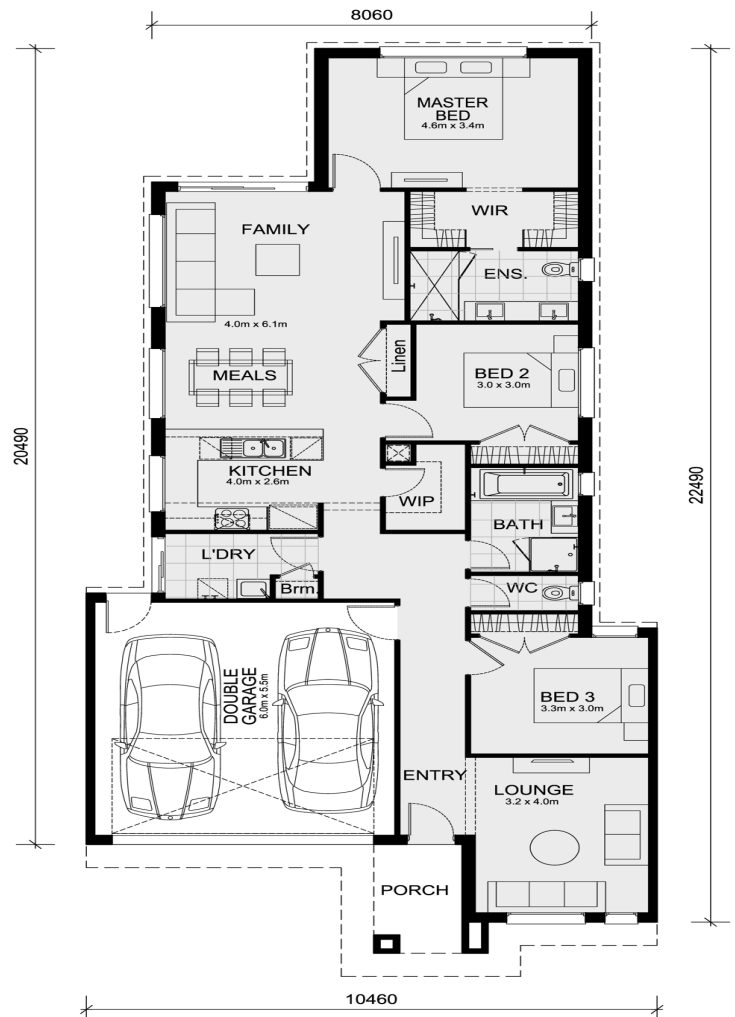 8060
MASTER
BED
4.6m x 3.4m
WIR
FAMILY
ENS.
4.0m x 6.1m
Linen
MEALS
BED 2
3.0 x 3.0m
20490
22490
KITCHEN
4.0m x 2.6m
WIP
BATH
L'DRY
Brm.
WC
DOUBLE
GARAGE
6.0m x 5.5m
BED 3
3.3m x 3.0m
ENTRY
LOUNGE
3.2 x 4.0m
PORCH
10460